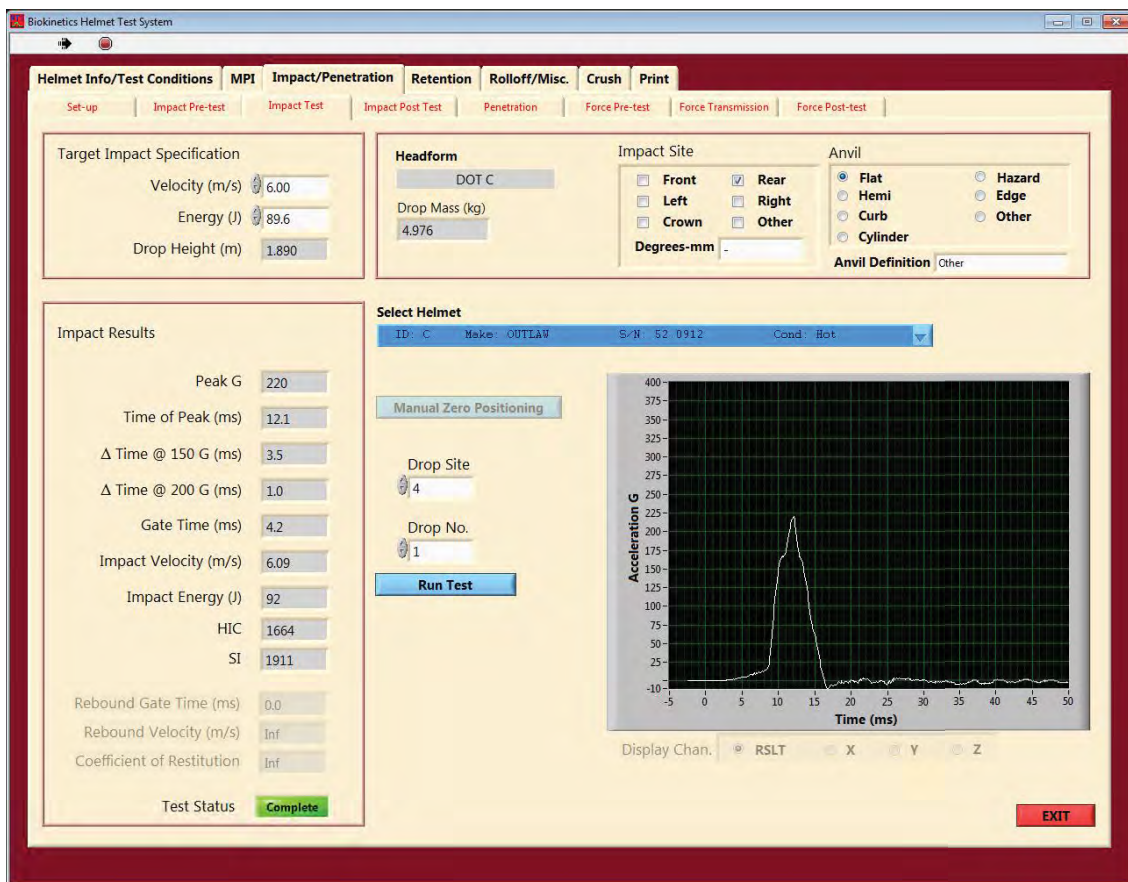 Biokinetics Helmet Test System
Helmet Info/Test Conditions MPI Impact/Penetration Retention Rolloff/Misc. Crush Print
Set-up Impact Pre-test Impact Test Impact Post Test Penetration Force Pre-test Force Transmission Force Post-test
Target Impact Specification
Velocity (m/s) 6.00
Energy (J) 89.6
Drop Height (m) 1.890
Headform
DOT C
Drop Mass (kg)
4.976
Impact Site
Front Rear
Left Right
Crown Other
Degrees-mm -
Anvil
Flat Hazard
Hemi Edge
Curb Other
Cylinder
Anvil Definition Other
Select Helmet
ID: C Make: OUTLAW S/N 52 0912 Cond: Hot
Impact Results
Peak G 220
Time of Peak (ms) 12.1
Δ Time @ 150 G (ms) 3.5
Δ Time @ 200 G (ms) 1.0
Gate Time (ms) 4.2
Impact Velocity (m/s) 6.09
Impact Energy (J) 92
HIC 1664
SI 1911
Rebound Gate Time (ms) 0.0
Rebound Velocity (m/s) Inf
Coefficient of Restitution Inf
Test Status Complete
Manual Zero Positioning
Drop Site
4
Drop No.
1
Run Test
Acceleration G
400
375
350
325
300
275
250
225
200
175
150
125
100
75
50
25
-10
-5 0 5 10 15 20 25 30 35 40 45 50
Time (ms)
Display Chan. RSLT X Y Z
EXIT